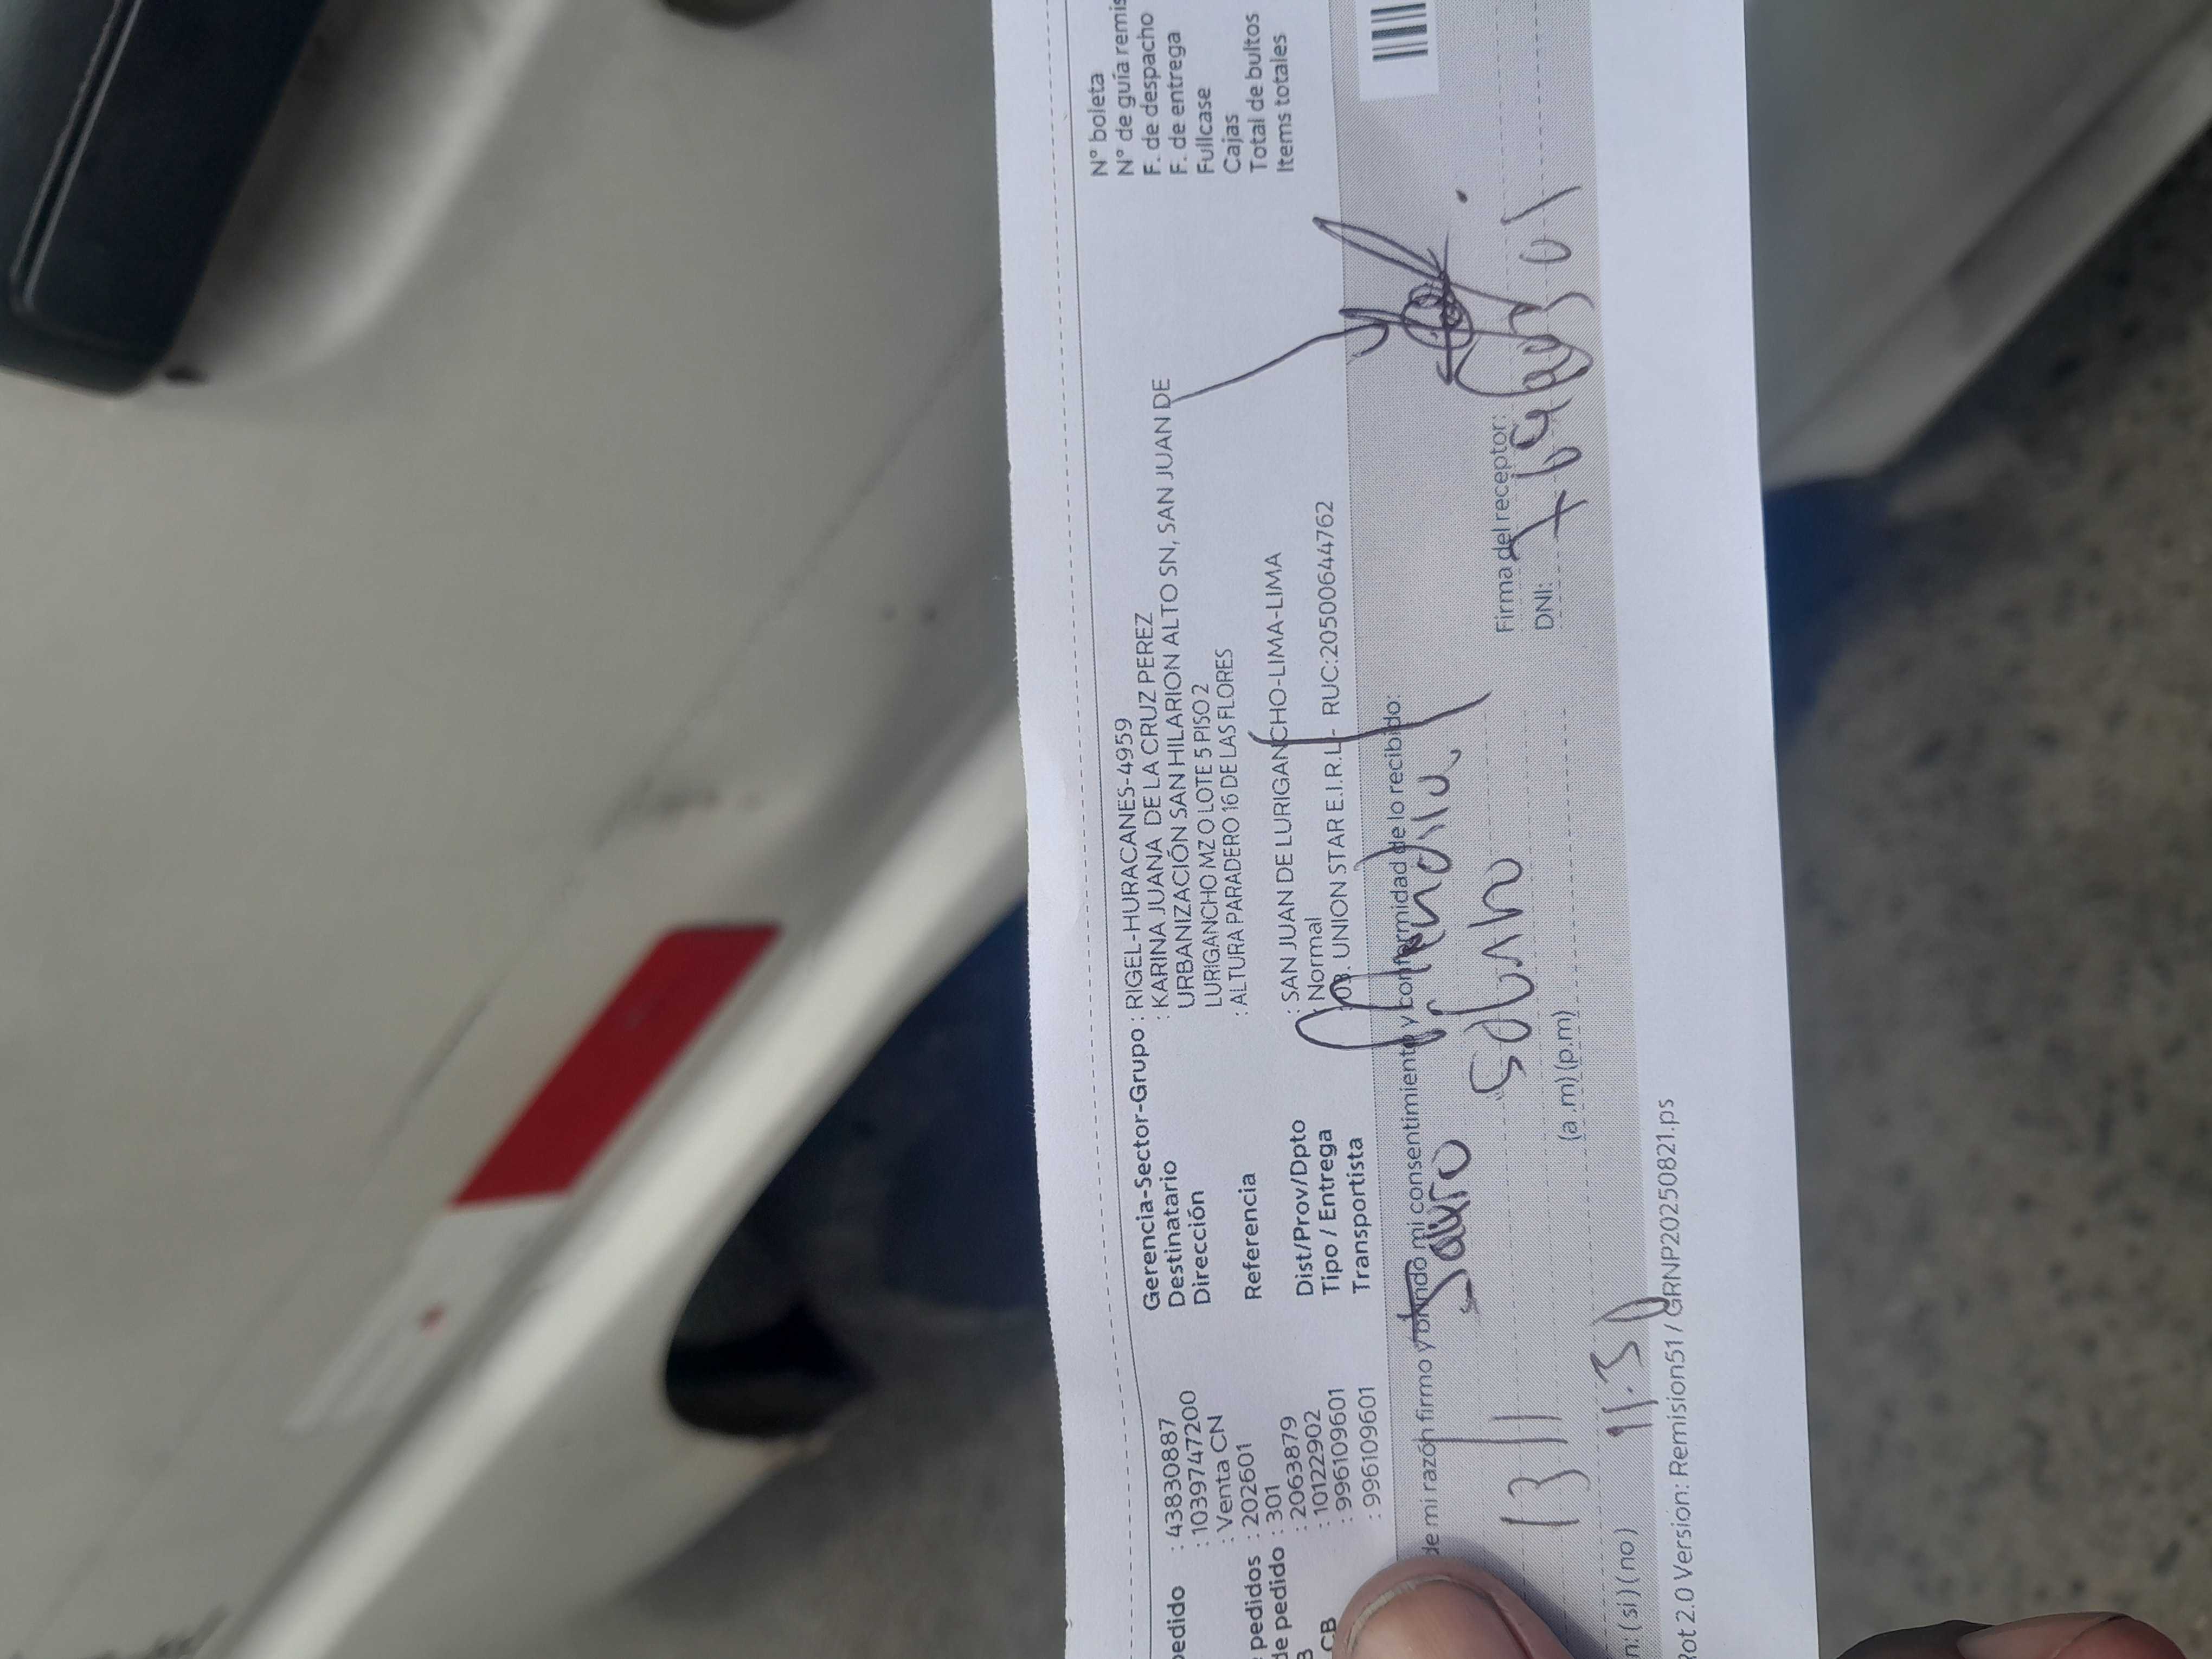 edido : 43830887
: 1039747200
: Venta CN
pedidos : 202601
de pedido : 301
B : 2063879
: 10122902
CB : 996109601
: 996109601
Gerencia-Sector-Grupo : RIGEL-HURACANES-4959
Destinatario : KARINA JUANA DE LA CRUZ PEREZ
Dirección URBANIZACIÓN SAN HILARION ALTO SN, SAN JUAN DE
LURIGANCHO MZ O LOTE 5 PISO 2
Referencia : ALTURA PARADERO 16 DE LAS FLORES
Dist/Prov/Dpto : SAN JUAN DE LURIGANCHO-LIMA-LIMA
Tipo / Entrega Normal
Transportista UNION STAR E.I.R.L - RUC:20500644762
N° boleta
N° de guía remis
F. de despacho
F. de entrega
Fullcase
Cajas
Total de bultos
Items totales
de mi razón firmo y brindo mi consentimiento y conformidad de lo recibido:
Firma del receptor:
DNI:
(a.m) (p.m)
11.30
n: (si) (no)
Rot 2.0 Version: Remision51 / GRNP20250821.ps